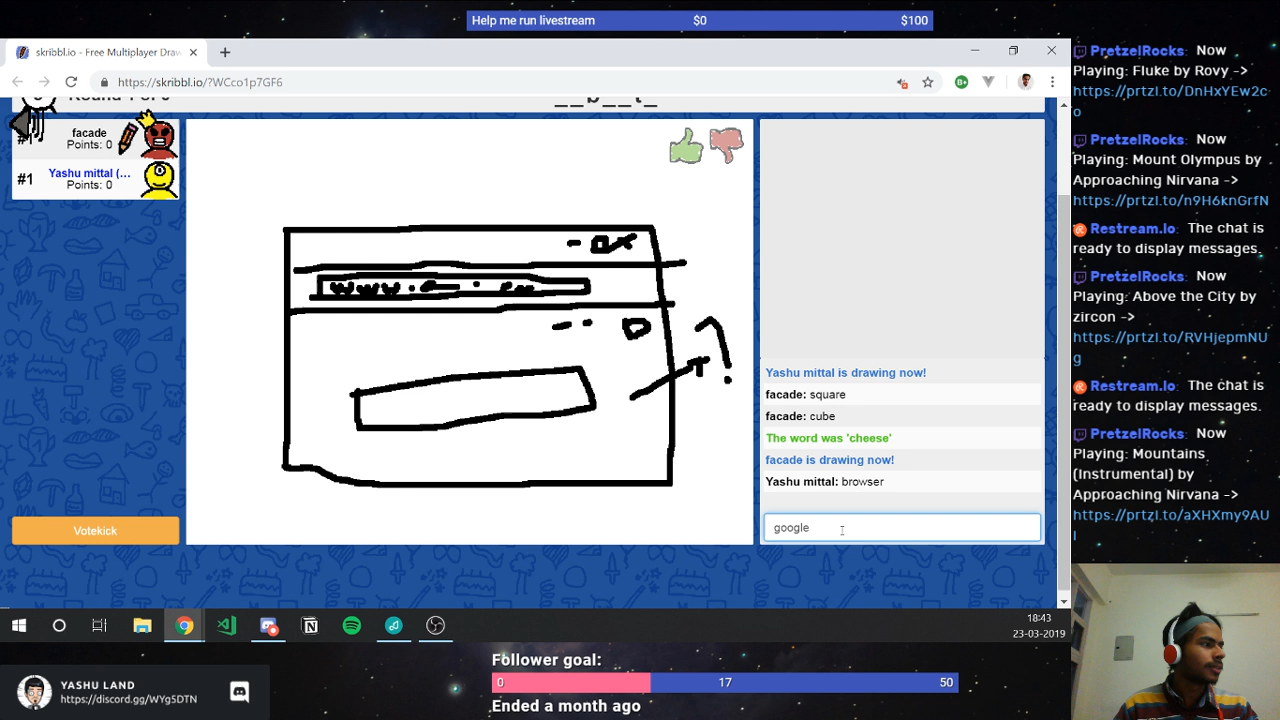 Help me run livestream $0 $100
skribbl.io - Free Multiplayer Draw
https://skribbl.io/?WCco1p7GF6
__b__t_
#1 facade
Points: 0
#1 Yashu mittal (...
Points: 0
Votekick
www.
Yashu mittal is drawing now!
facade: square
facade: cube
The word was 'cheese'
facade is drawing now!
Yashu mittal: browser
google
PretzelRocks: Now
Playing: Fluke by Rovy ->
https://prtzl.to/DnHxYEw2c
o
PretzelRocks: Now
Playing: Mount Olympus by
Approaching Nirvana ->
https://prtzl.to/n9H6knGrfN
Restream.Io: The chat is
ready to display messages.
PretzelRocks: Now
Playing: Above the City by
zircon ->
https://prtzl.to/RVHjepmNU
g
Restream.Io: The chat is
ready to display messages.
PretzelRocks: Now
Playing: Mountains
(Instrumental) by
Approaching Nirvana ->
https://prtzl.to/aXHXmy9AU
l
18:43
23-03-2019
YASHU LAND
https://discord.gg/WYg5DTN
Follower goal:
0 17 50
Ended a month ago